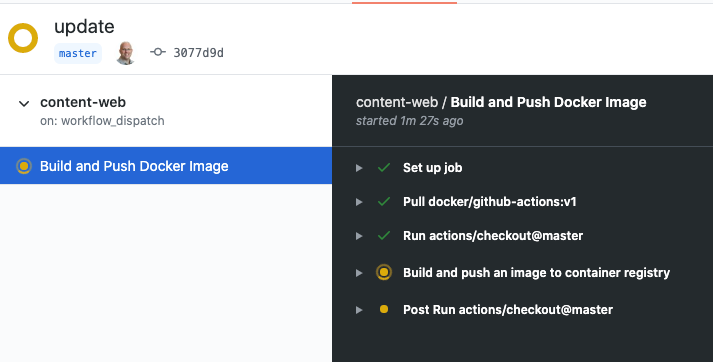 update
master 3077d9d
content-web
on: workflow_dispatch
Build and Push Docker Image
content-web / Build and Push Docker Image
started 1m 27s ago
Set up job
Pull docker/github-actions:v1
Run actions/checkout@master
Build and push an image to container registry
Post Run actions/checkout@master